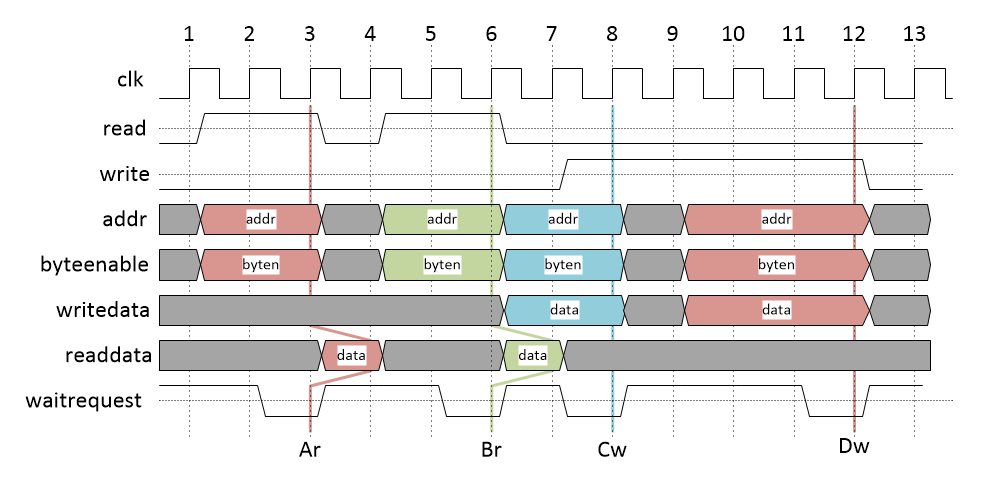 1 2 3 4 5 6 7 8 9 10 11 12 13
clk
read
write
addr addr addr addr addr
byteenable byten byten byten byten
writedata data data
readdata data data
waitrequest
Ar Br Cw Dw